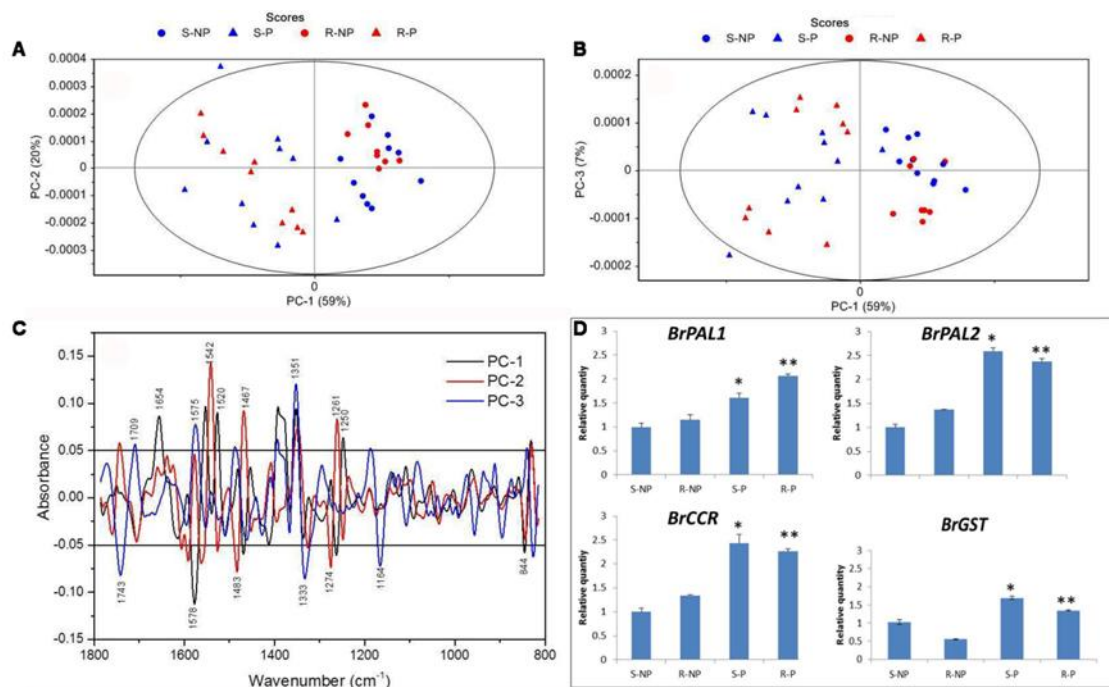 Scores
A
S-NP S-P R-NP R-P
0.0004
0.0003
0.0002
0.0001
0
-0.0001
-0.0002
-0.0003
PC-2 (20%)
0
PC-1 (59%)
Scores
B
S-NP S-P R-NP R-P
0.0002
0.0001
0
-0.0001
-0.0002
PC-3 (7%)
0
PC-1 (59%)
C
0.15
0.10
0.05
0.00
-0.05
-0.10
-0.15
Absorbance
PC-1
PC-2
PC-3
1743
1709
1654
1578
1575
1542
1520
1483
1467
1351
1333
1274
1261
1250
1164
844
1800 1600 1400 1200 1000 800
Wavenumber (cm-1)
D
BrPAL1
3
2.5
2
1.5
1
0.5
0
Relative quantity
* **
S-NP R-NP S-P R-P
BrPAL2
3
2.5
2
1.5
1
0.5
0
Relative quantity
* **
S-NP R-NP S-P R-P
BrCCR
3
2.5
2
1.5
1
0.5
0
Relative quantity
* **
S-NP R-NP S-P R-P
BrGST
3
2.5
2
1.5
1
0.5
0
Relative quantiy
* **
S-NP R-NP S-P R-P